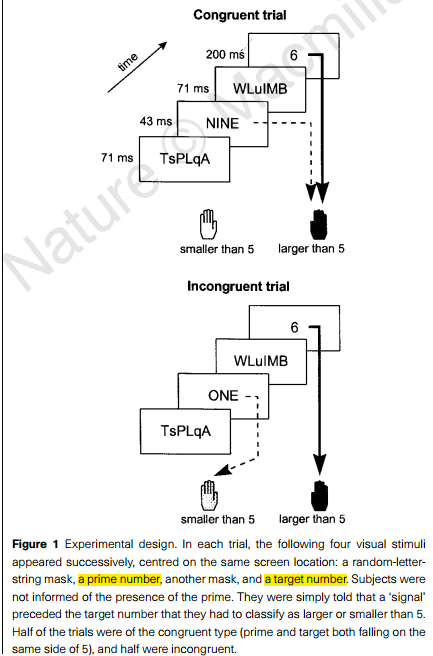 Nature © Macmillan
Congruent trial
time
200 ms
6
71 ms
WLuIMB
43 ms
NINE
71 ms
TsPLqA
smaller than 5
larger than 5
Incongruent trial
6
WLuIMB
ONE
TsPLqA
smaller than 5
larger than 5
Figure 1 Experimental design. In each trial, the following four visual stimuli
appeared successively, centred on the same screen location: a random-letter-
string mask, a prime number, another mask, and a target number. Subjects were
not informed of the presence of the prime. They were simply told that a ‘signal’
preceded the target number that they had to classify as larger or smaller than 5.
Half of the trials were of the congruent type (prime and target both falling on the
same side of 5), and half were incongruent.